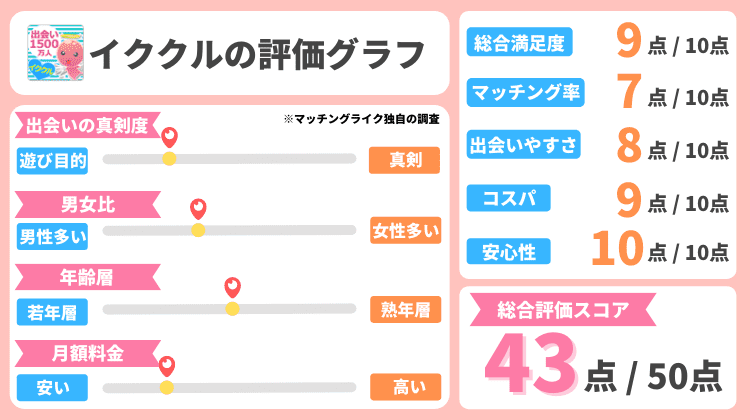 出会い
1500
万人
イククル
イククルの評価グラフ
出会いの真剣度
※マッチングライク独自の調査
遊び目的
真剣
男女比
男性多い
女性多い
年齢層
若年層
熟年層
月額料金
安い
高い
総合満足度 9点 / 10点
マッチング率 7点 / 10点
出会いやすさ 8点 / 10点
コスパ 9点 / 10点
安心性 10点 / 10点
総合評価スコア
43点 / 50点